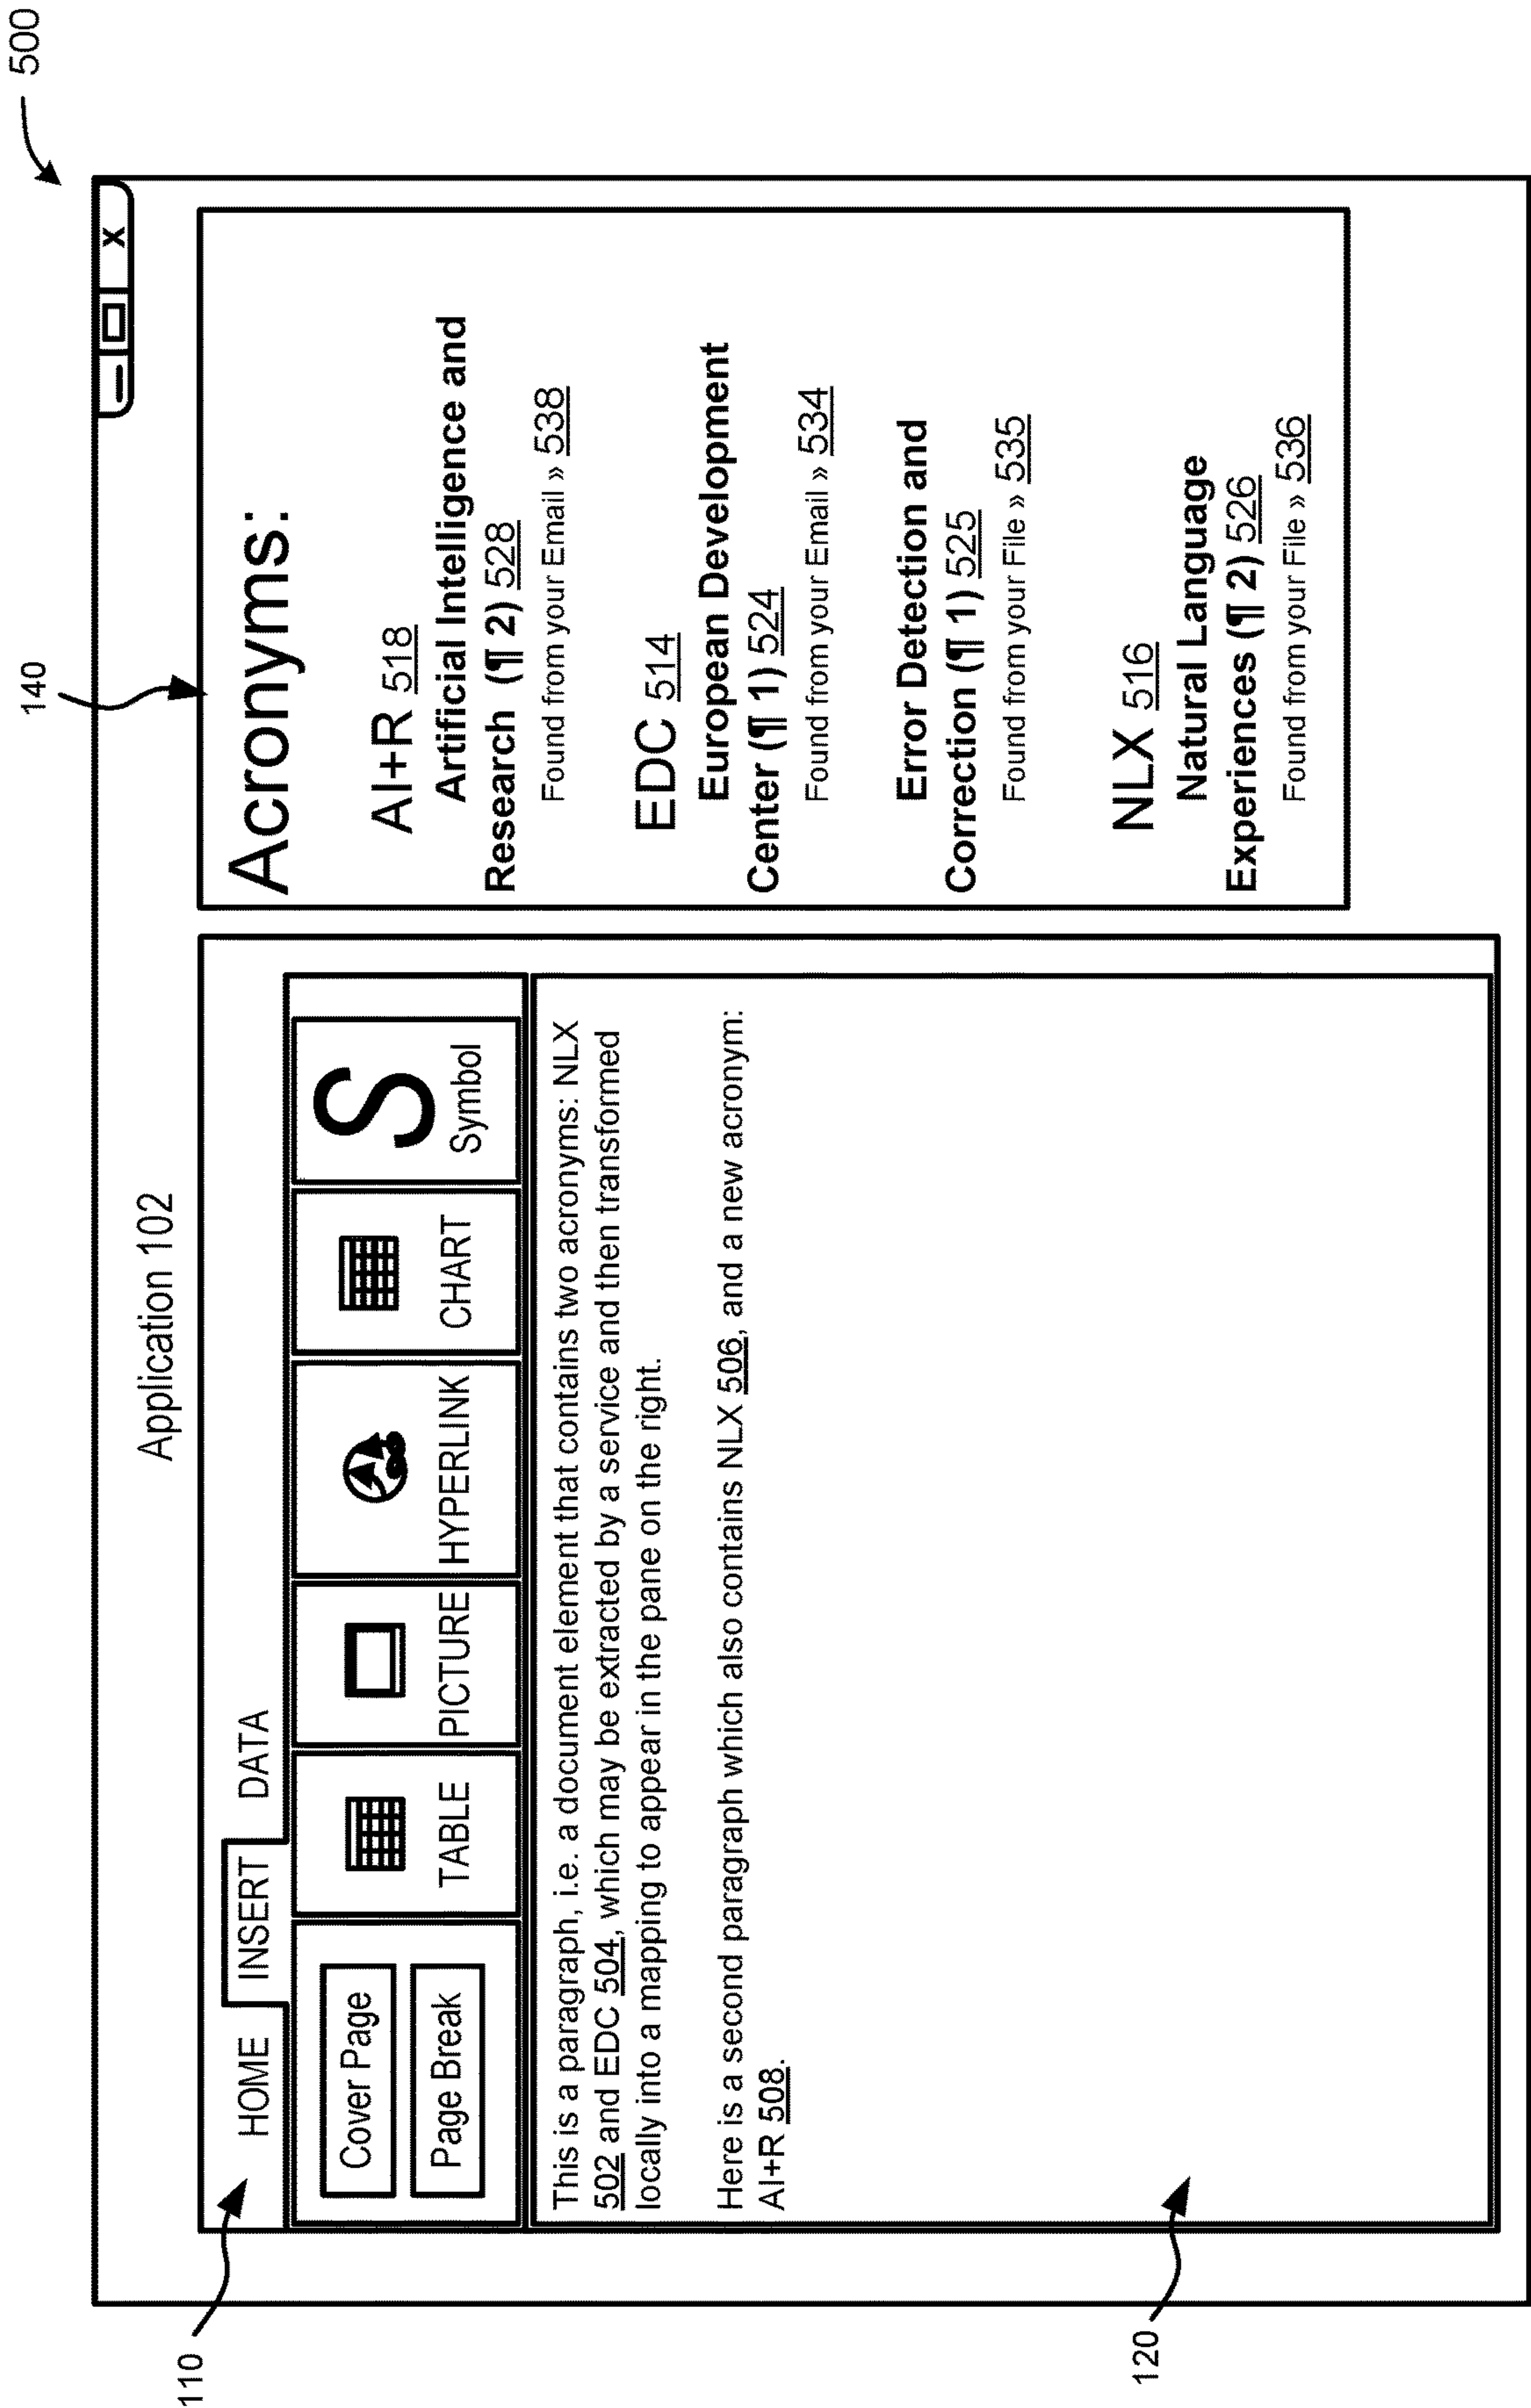 500
Application 102
110
HOME INSERT DATA
Cover Page
Page Break
TABLE
PICTURE
HYPERLINK
CHART
S
Symbol
This is a paragraph, i.e. a document element that contains two acronyms: NLX
502 and EDC 504, which may be extracted by a service and then transformed
locally into a mapping to appear in the pane on the right.
Here is a second paragraph which also contains NLX 506, and a new acronym:
AI+R 508.
120
140
X
Acronyms:
AI+R 518
Artificial Intelligence and
Research (¶ 2) 528
Found from your Email » 538
EDC 514
European Development
Center (¶ 1) 524
Found from your Email » 534
Error Detection and
Correction (¶ 1) 525
Found from your File » 535
NLX 516
Natural Language
Experiences (¶ 2) 526
Found from your File » 536